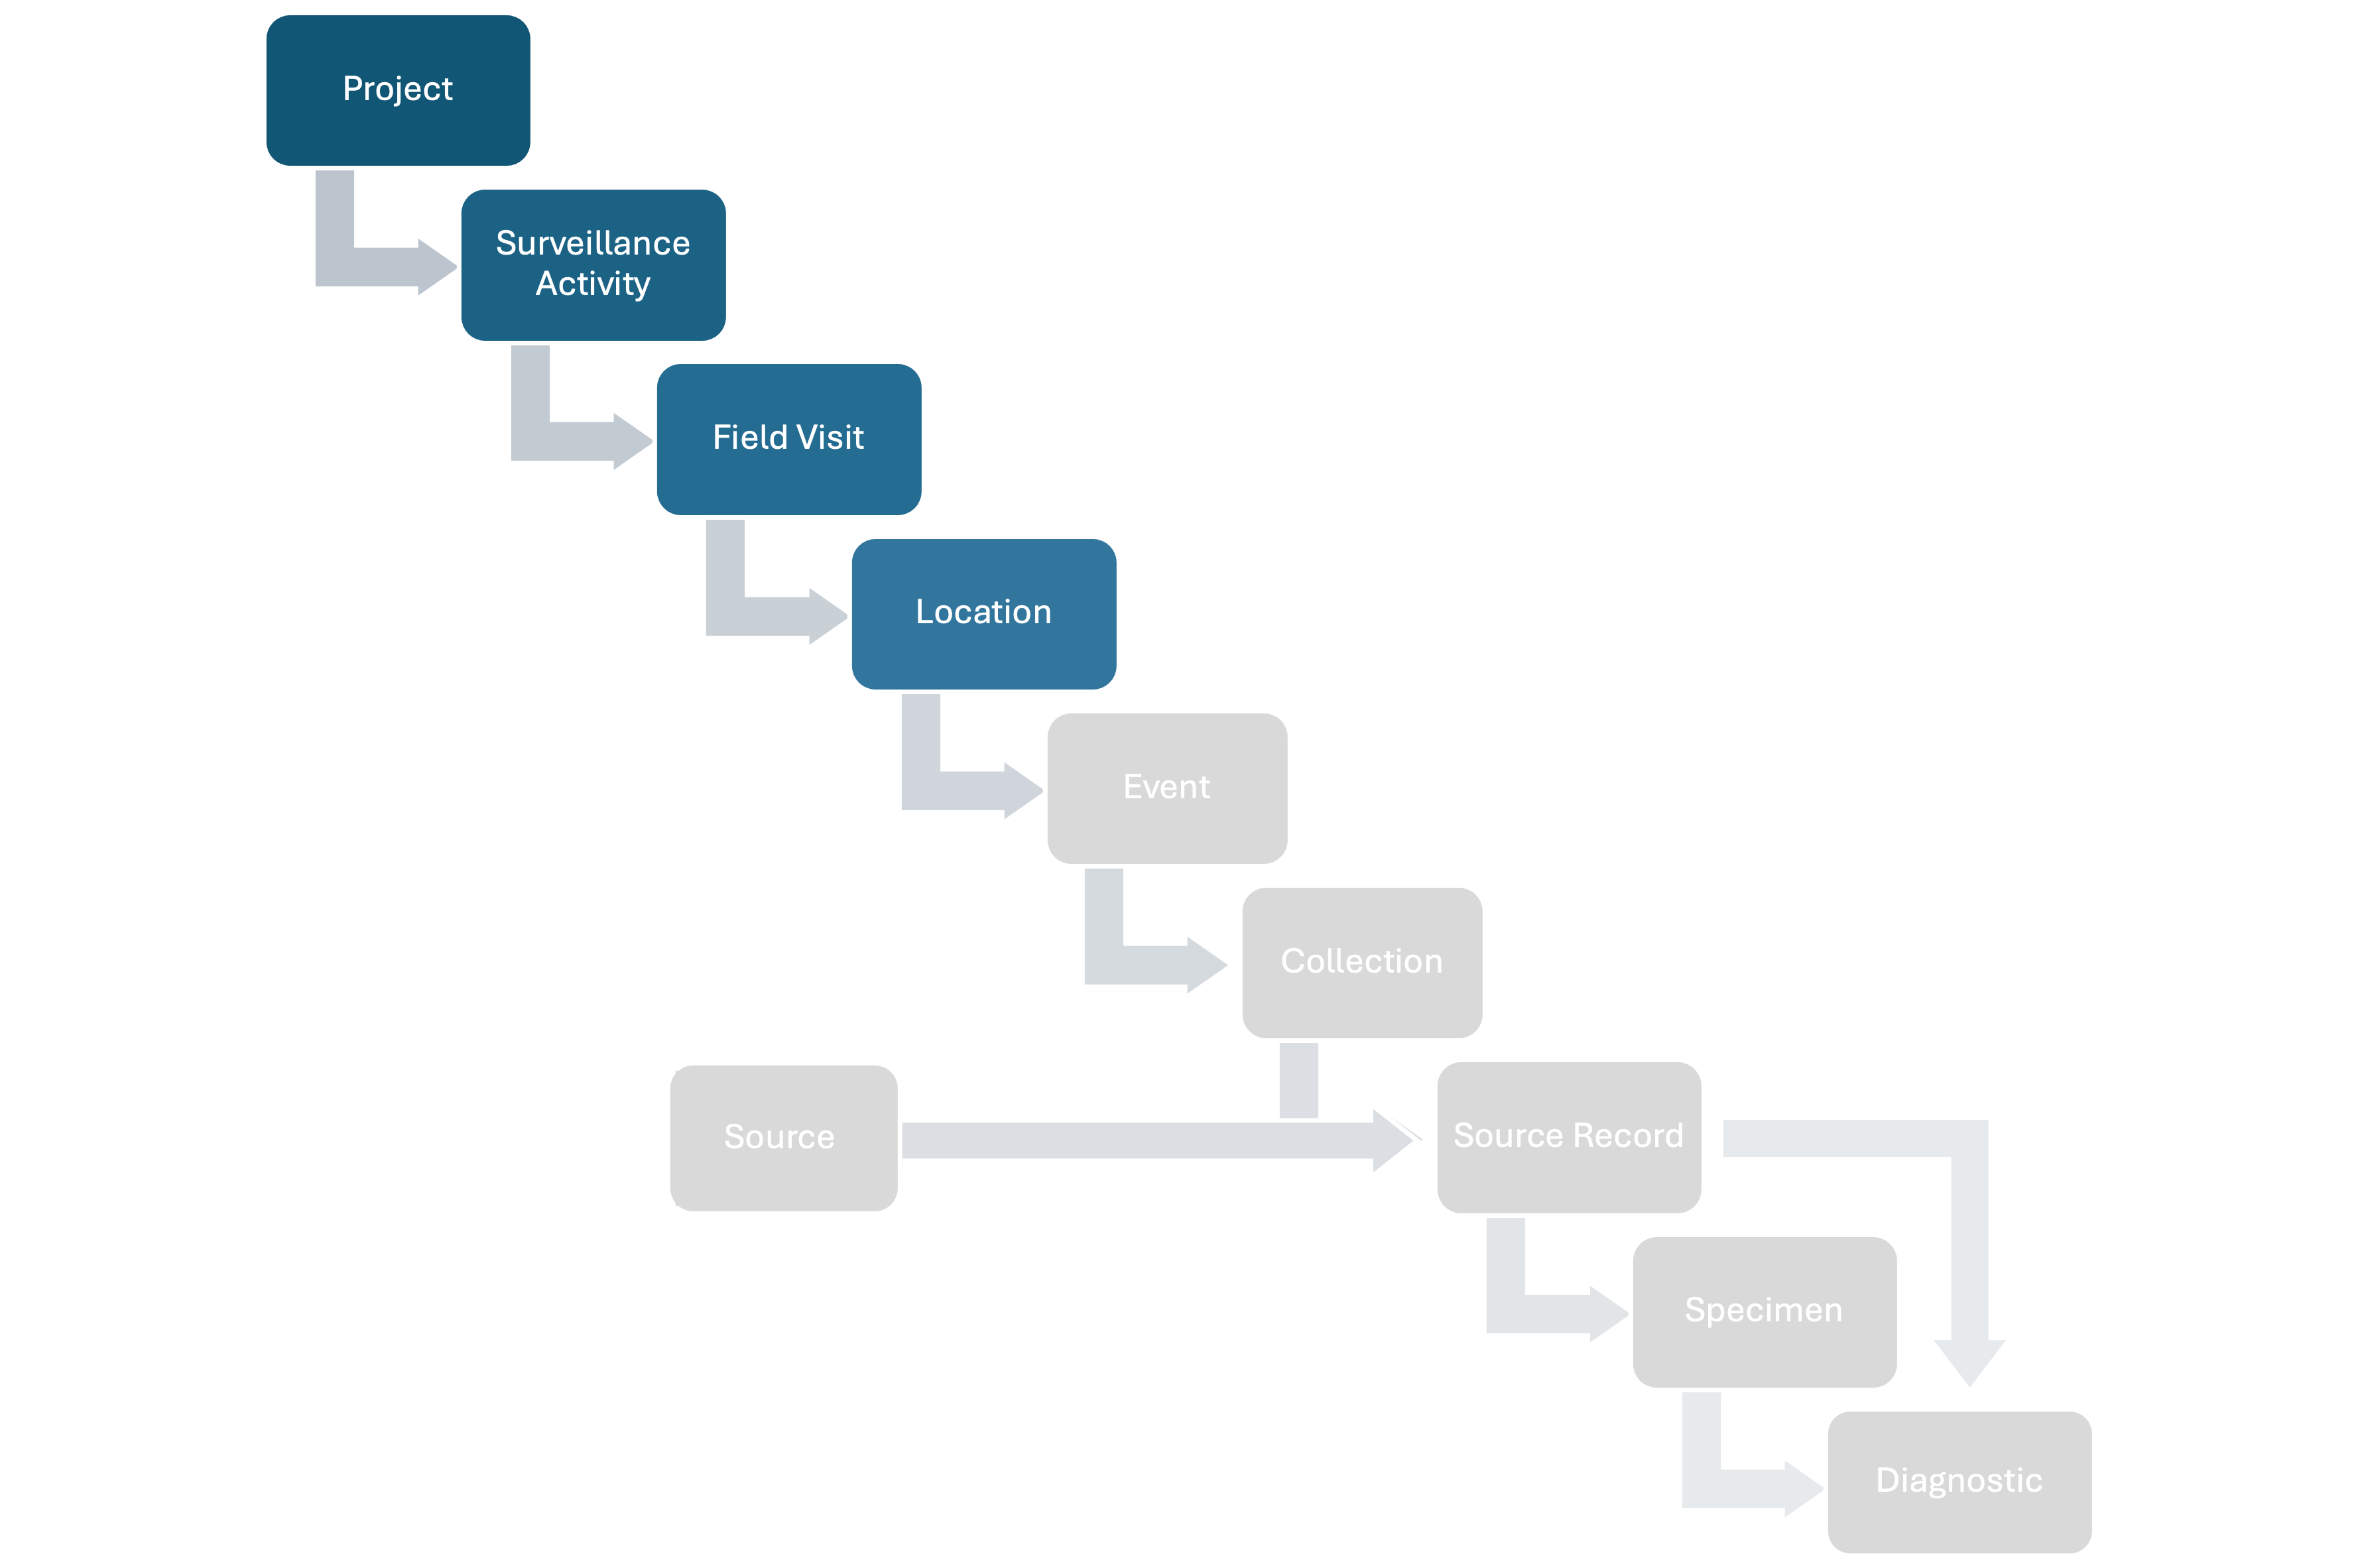 Project
Surveillance
Activity
Field Visit
Location
Event
Collection
Source
Source Record
Specimen
Diagnostic